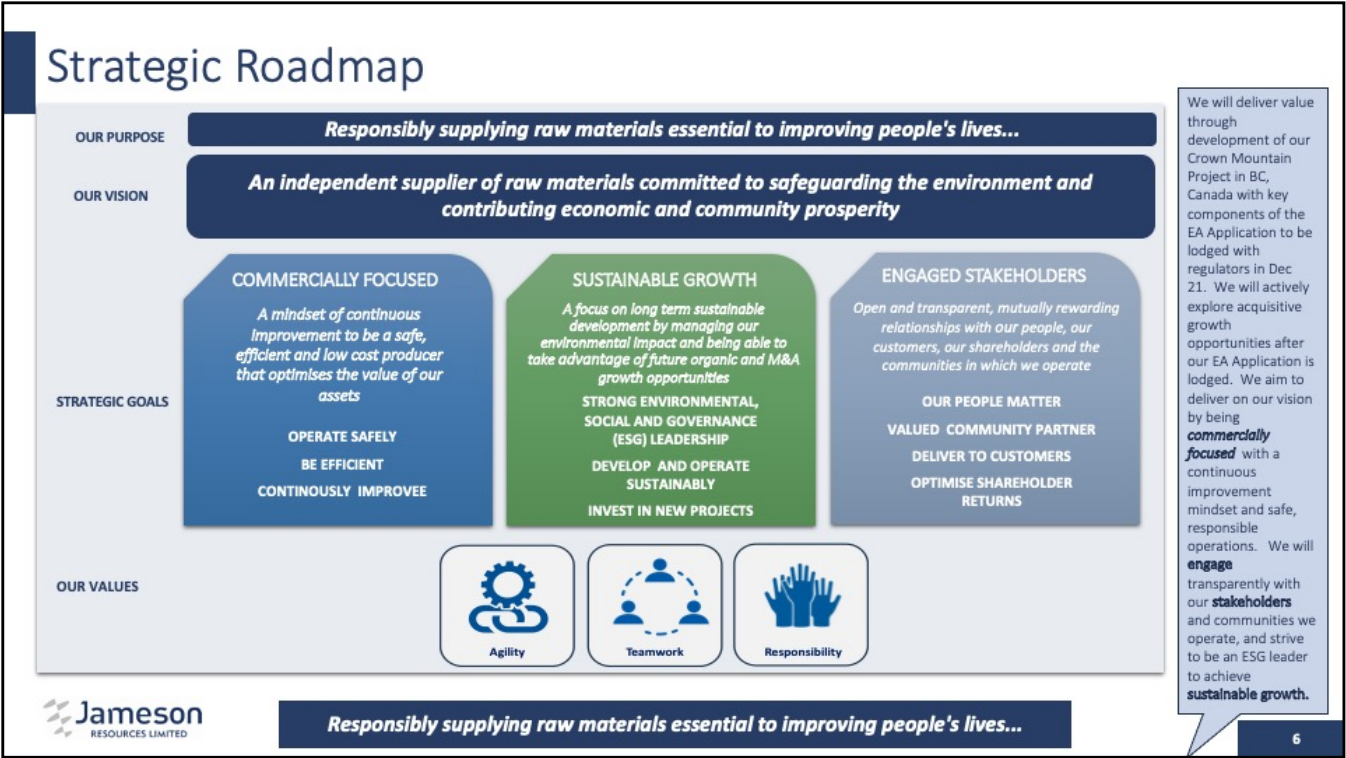 Strategic Roadmap
OUR PURPOSE
Responsibly supplying raw materials essential to improving people's lives...
OUR VISION
An independent supplier of raw materials committed to safeguarding the environment and
contributing economic and community prosperity
STRATEGIC GOALS
COMMERCIALLY FOCUSED
A mindset of continuous
improvement to be a safe,
efficient and low cost producer
that optimises the value of our
assets
OPERATE SAFELY
BE EFFICIENT
CONTINOUSLY IMPROVEE
SUSTAINABLE GROWTH
A focus on long term sustainable
development by managing our
environmental impact and being able to
take advantage of future organic and M&A
growth opportunities
STRONG ENVIRONMENTAL,
SOCIAL AND GOVERNANCE
(ESG) LEADERSHIP
DEVELOP AND OPERATE
SUSTAINABLY
INVEST IN NEW PROJECTS
ENGAGED STAKEHOLDERS
Open and transparent, mutually rewarding
relationships with our people, our
customers, our shareholders and the
communities in which we operate
OUR PEOPLE MATTER
VALUED COMMUNITY PARTNER
DELIVER TO CUSTOMERS
OPTIMISE SHAREHOLDER
RETURNS
OUR VALUES
Agility
Teamwork
Responsibility
We will deliver value
through
development of our
Crown Mountain
Project in BC,
Canada with key
components of the
EA Application to be
lodged with
regulators in Dec
21. We will actively
explore acquisitive
growth
opportunities after
our EA Application is
lodged. We aim to
deliver on our vision
by being
commercially
focused with a
continuous
improvement
mindset and safe,
responsible
operations. We will
engage
transparently with
our stakeholders
and communities we
operate, and strive
to be an ESG leader
to achieve
sustainable growth.
Jameson
RESOURCES LIMITED
Responsibly supplying raw materials essential to improving people's lives...
6